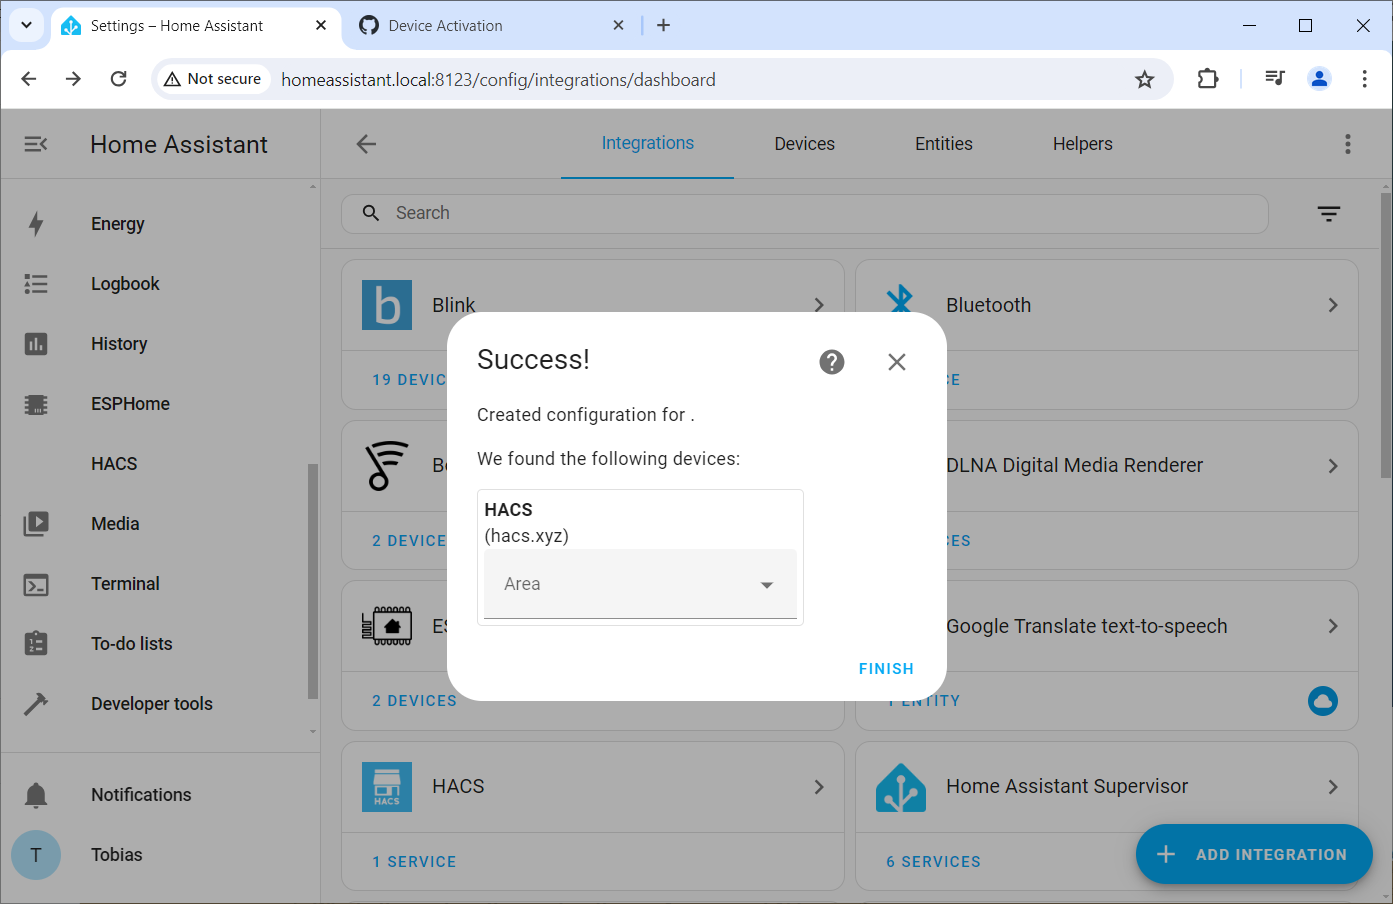 Settings – Home Assistant
Device Activation
Not secure
homeassistant.local:8123/config/integrations/dashboard
Home Assistant
Integrations
Devices
Entities
Helpers
Energy
Logbook
History
ESPHome
HACS
Media
Terminal
To-do lists
Developer tools
Notifications
T
Tobias
Search
b
Blink
Bluetooth
19 DEVIC
CE
Success!
Created configuration for .
We found the following devices:
HACS
(hacs.xyz)
Area
FINISH
DLNA Digital Media Renderer
2 DEVICE
ES
Google Translate text-to-speech
2 DEVICES
1 ENTITY
HACS
HACS
Home Assistant Supervisor
1 SERVICE
6 SERVICES
ADD INTEGRATION